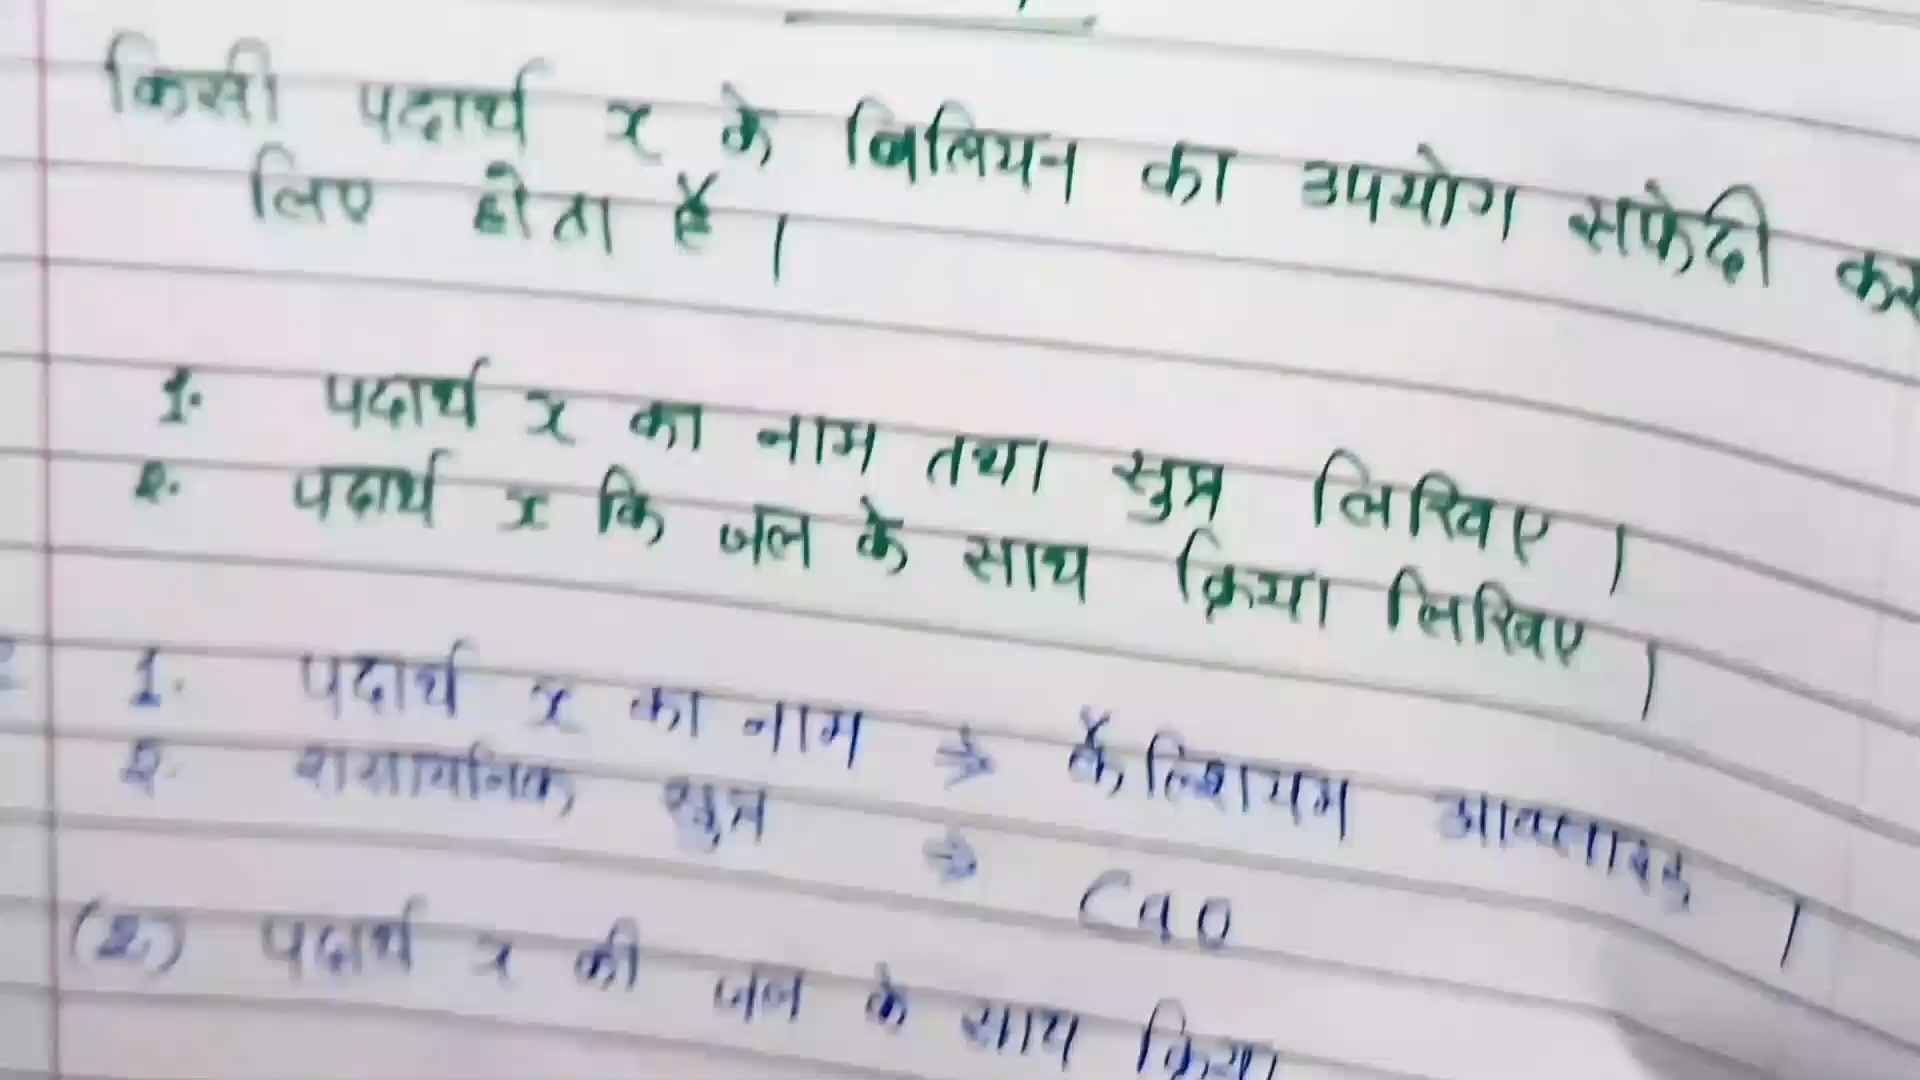 किसी पदार्थ x के विलियन का उपयोग सफेदी
लिए होता है ।
1. पदार्थ x का नाम तथा सुत्र लिखिए ।
2. पदार्थ x कि जल के साथ क्रिया लिखिए ।
1. पदार्थ x का नाम → कैल्शियम आक्साइड ।
2. रासायनिक सुत्र → CaO
(2) पदार्थ x की जल के साथ क्रिया